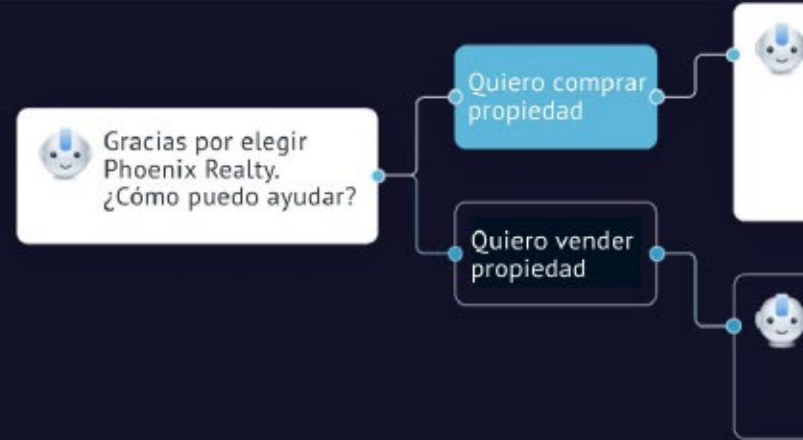 Gracias por elegir
Phoenix Realty.
¿Cómo puedo ayudar?
Quiero comprar
propiedad
Quiero vender
propiedad